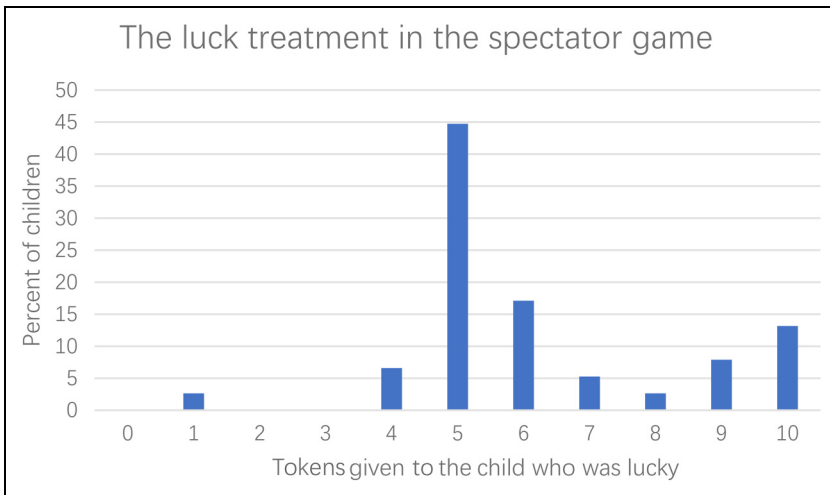 The luck treatment in the spectator game
50
45
40
35
30
25
20
15
10
5
0
Percent of children
0 1 2 3 4 5 6 7 8 9 10
Tokens given to the child who was lucky